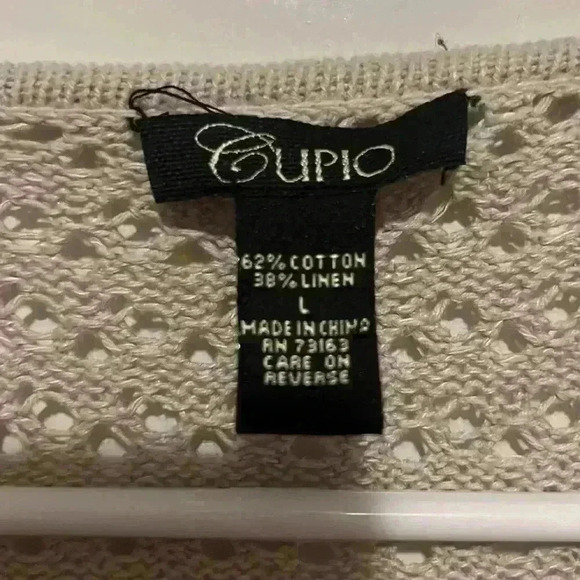 CUPIO
62% COTTON
38% LINEN
L
MADE IN CHINA
RN 73163
CARE ON
REVERSE